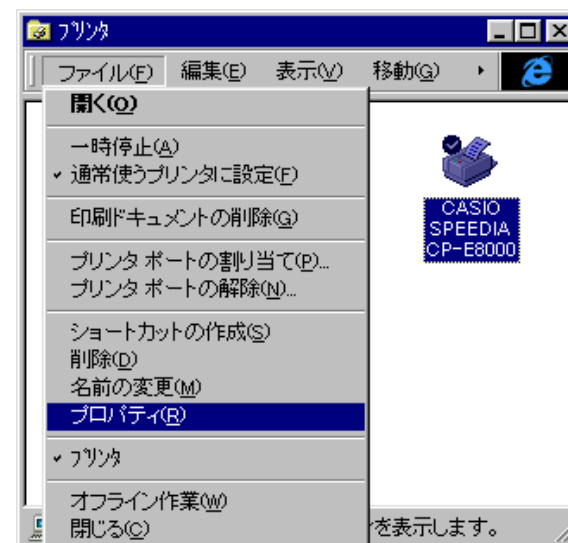 プリンタ
ファイル(F) 編集(E) 表示(V) 移動(G)
開く(O)
一時停止(A)
通常使うプリンタに設定(F)
印刷ドキュメントの削除(G)
プリンタ ポートの割り当て(P)...
プリンタ ポートの解除(N)...
ショートカットの作成(S)
削除(D)
名前の変更(M)
プロパティ(R)
プリンタ
オフライン作業(W)
閉じる(C)
CASIO
SPEEDIA
CP-E8000
を表示します。